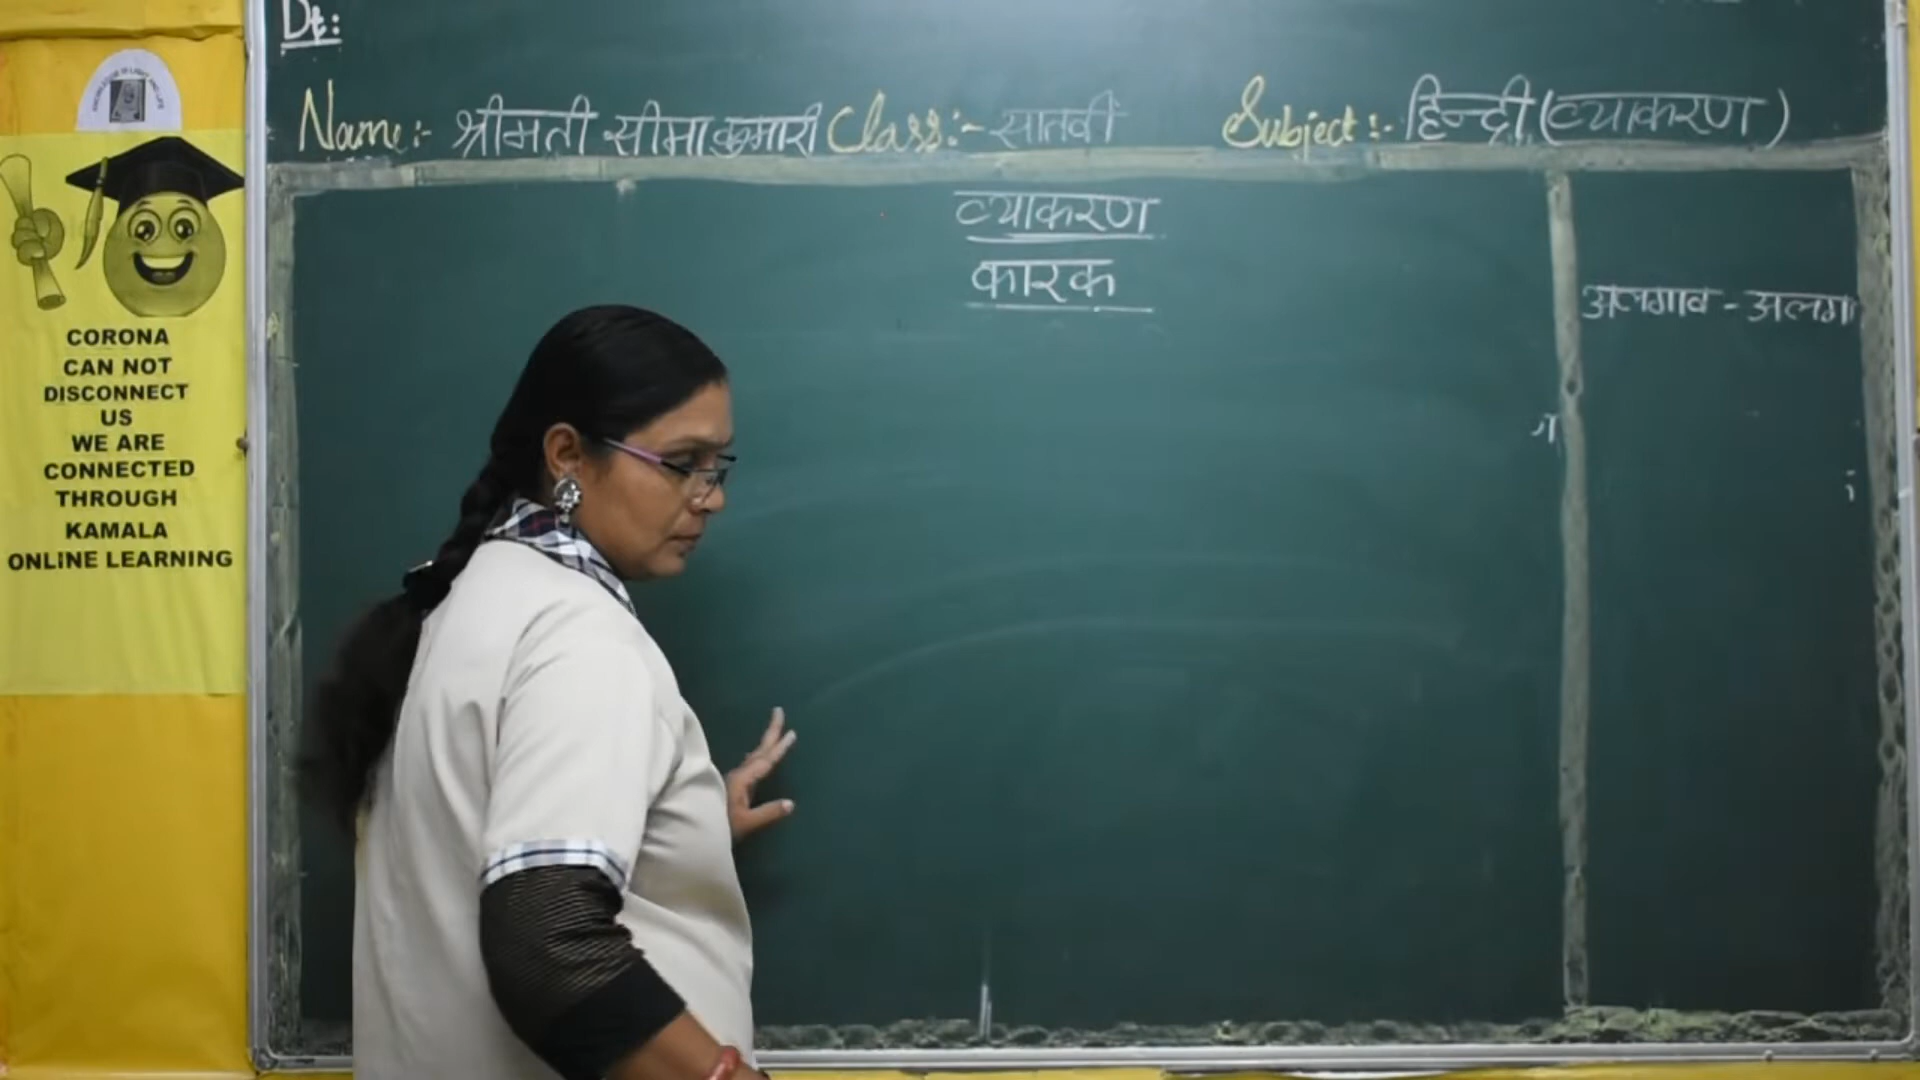 Dt:
Name:- श्रीमती सीमा कुमारी Class:- सातवीं Subject:- हिन्दी (व्याकरण)
व्याकरण
कारक
अलगाव - अलग
CORONA
CAN NOT
DISCONNECT
US
WE ARE
CONNECTED
THROUGH
KAMALA
ONLINE LEARNING